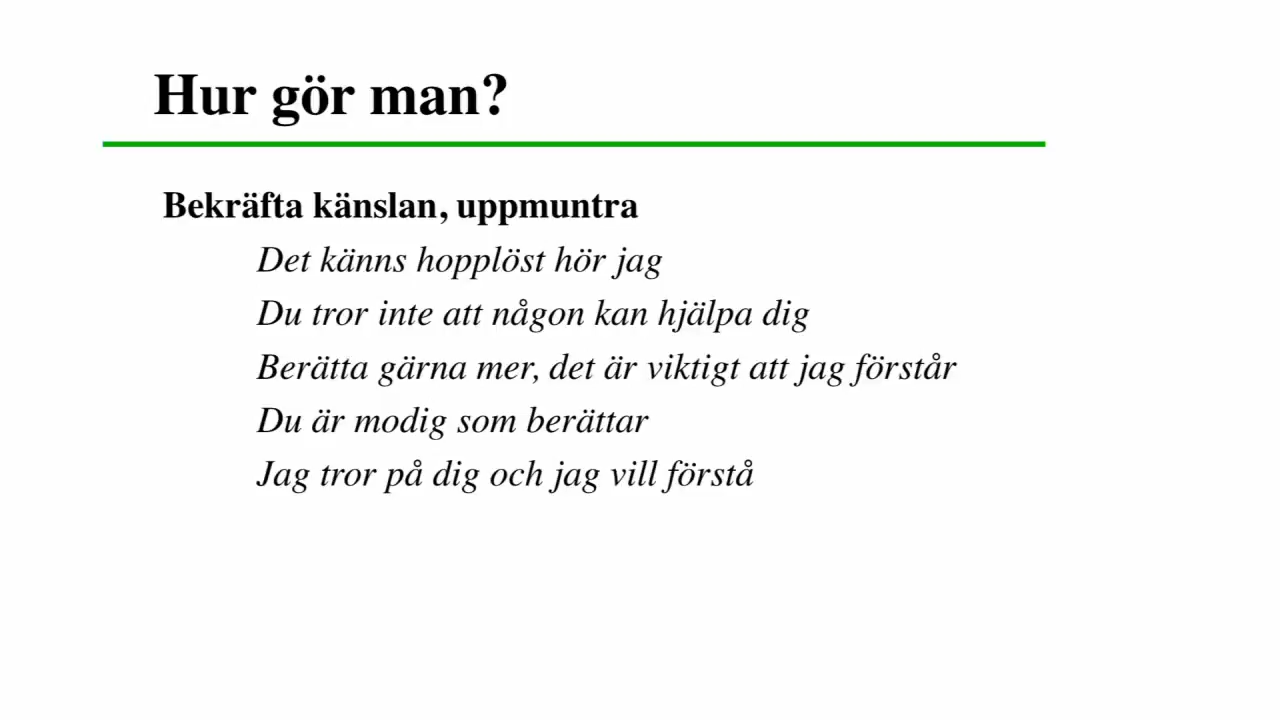 Hur gör man?
Bekräfta känslan, uppmuntra
Det känns hopplöst hör jag
Du tror inte att någon kan hjälpa dig
Berätta gärna mer, det är viktigt att jag förstår
Du är modig som berättar
Jag tror på dig och jag vill förstå